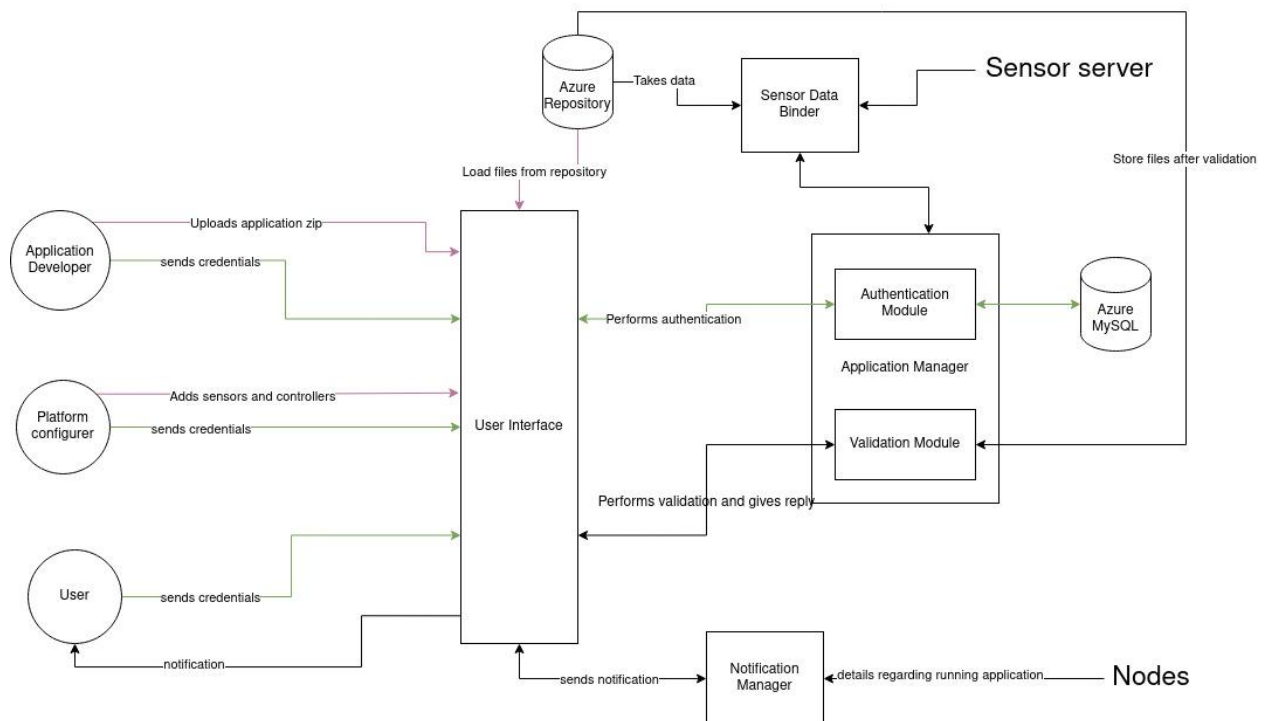 Azure
Repository
Takes data
Sensor Data
Binder
Sensor server
Load files from repository
Store files after validation
Application
Developer
Uploads application zip
sends credentials
Authentication
Module
Azure
MySQL
Performs authentication
Application Manager
Platform
configurer
Adds sensors and controllers
sends credentials
User Interface
Validation Module
Performs validation and gives reply
User
sends credentials
notification
sends notification
Notification
Manager
details regarding running application
Nodes